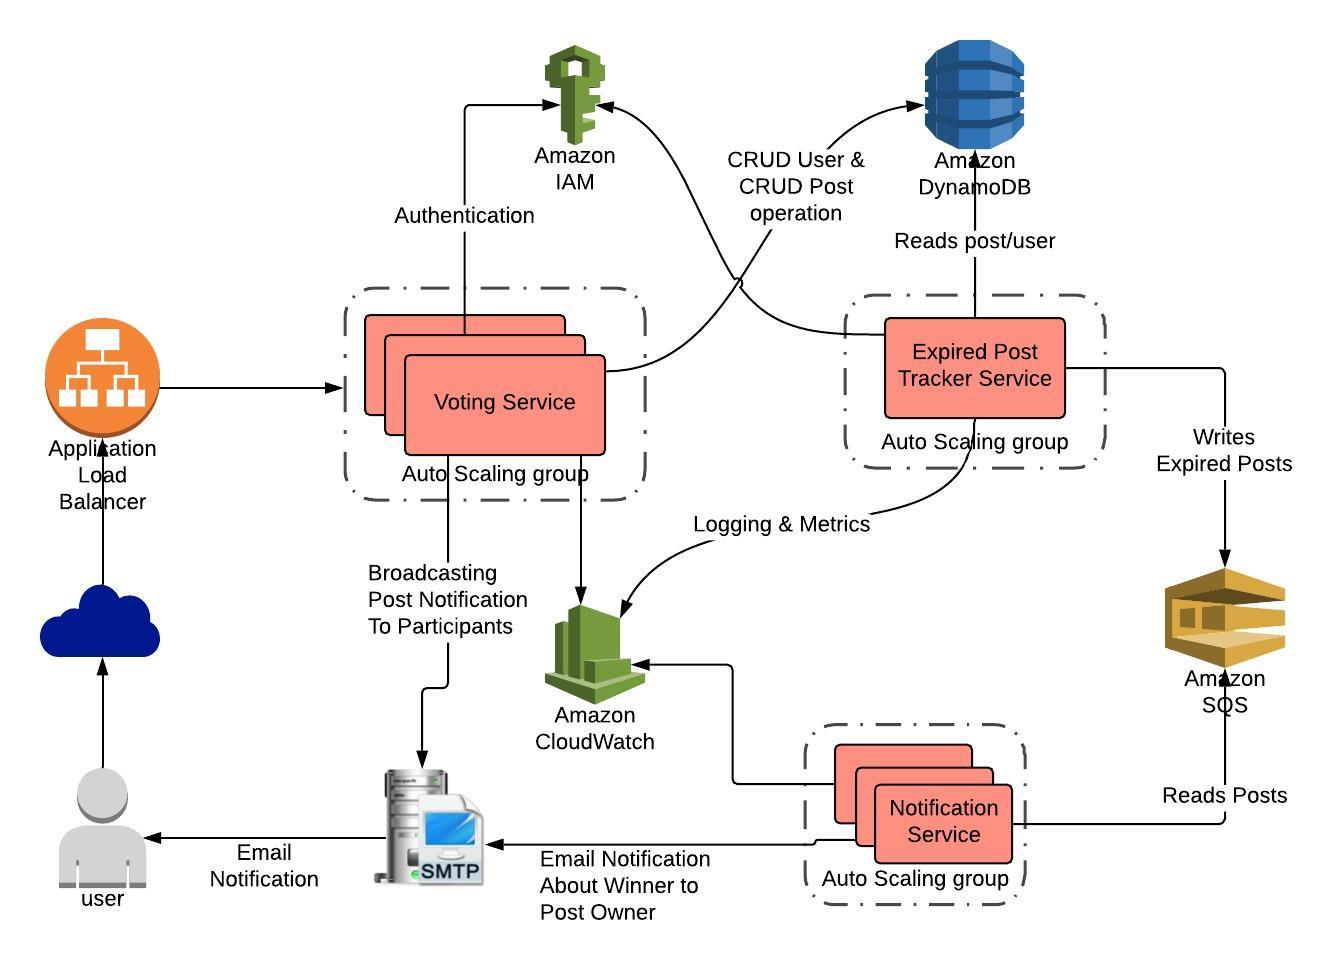 Amazon
IAM
Amazon
DynamoDB
CRUD User &
CRUD Post
operation
Authentication
Reads post/user
Expired Post
Tracker Service
Auto Scaling group
Voting Service
Auto Scaling group
Application
Load
Balancer
Writes
Expired Posts
Logging & Metrics
Broadcasting
Post Notification
To Participants
Amazon
CloudWatch
Amazon
SQS
Notification
Service
Auto Scaling group
Reads Posts
SMTP
Email
Notification
Email Notification
About Winner to
Post Owner
user